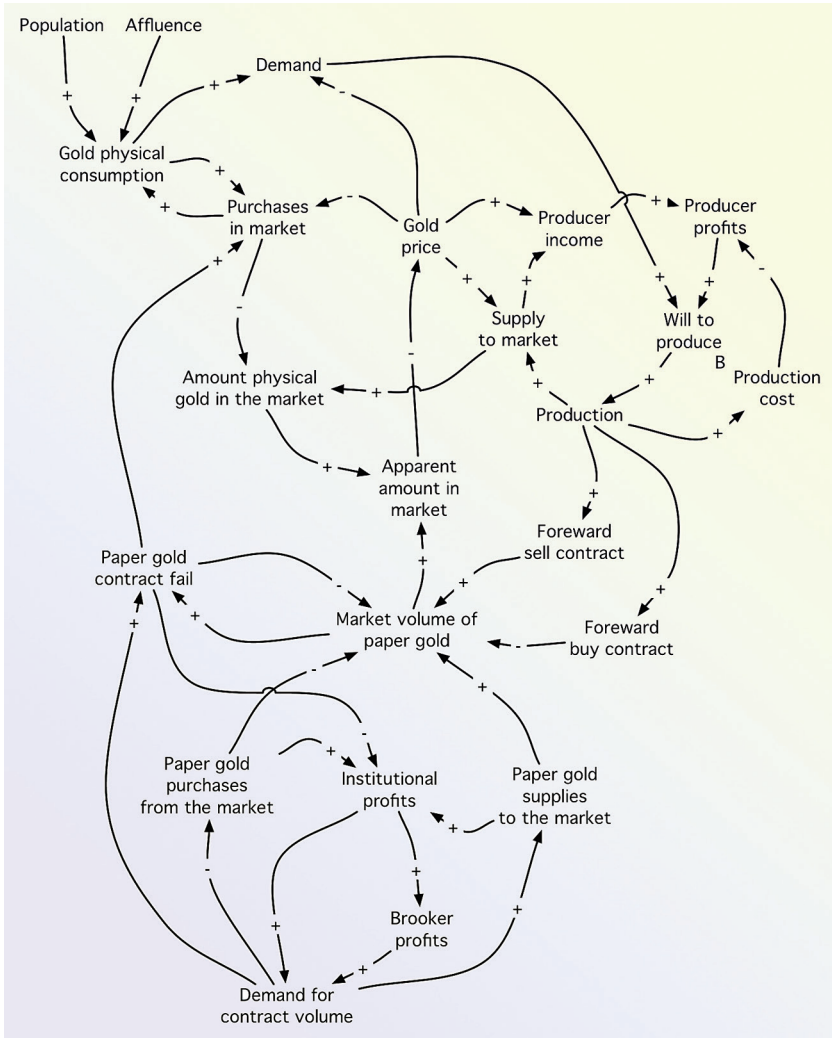 Population
Affluence
Demand
Gold physical
consumption
Purchases
in market
Gold
price
Producer
income
Producer
profits
Supply
to market
Will to
produce
B
Production
cost
Amount physical
gold in the market
Production
Apparent
amount in
market
Foreward
sell contract
Paper gold
contract fail
Market volume of
paper gold
Foreward
buy contract
Paper gold
purchases
from the market
Institutional
profits
Paper gold
supplies
to the market
Brooker
profits
Demand for
contract volume